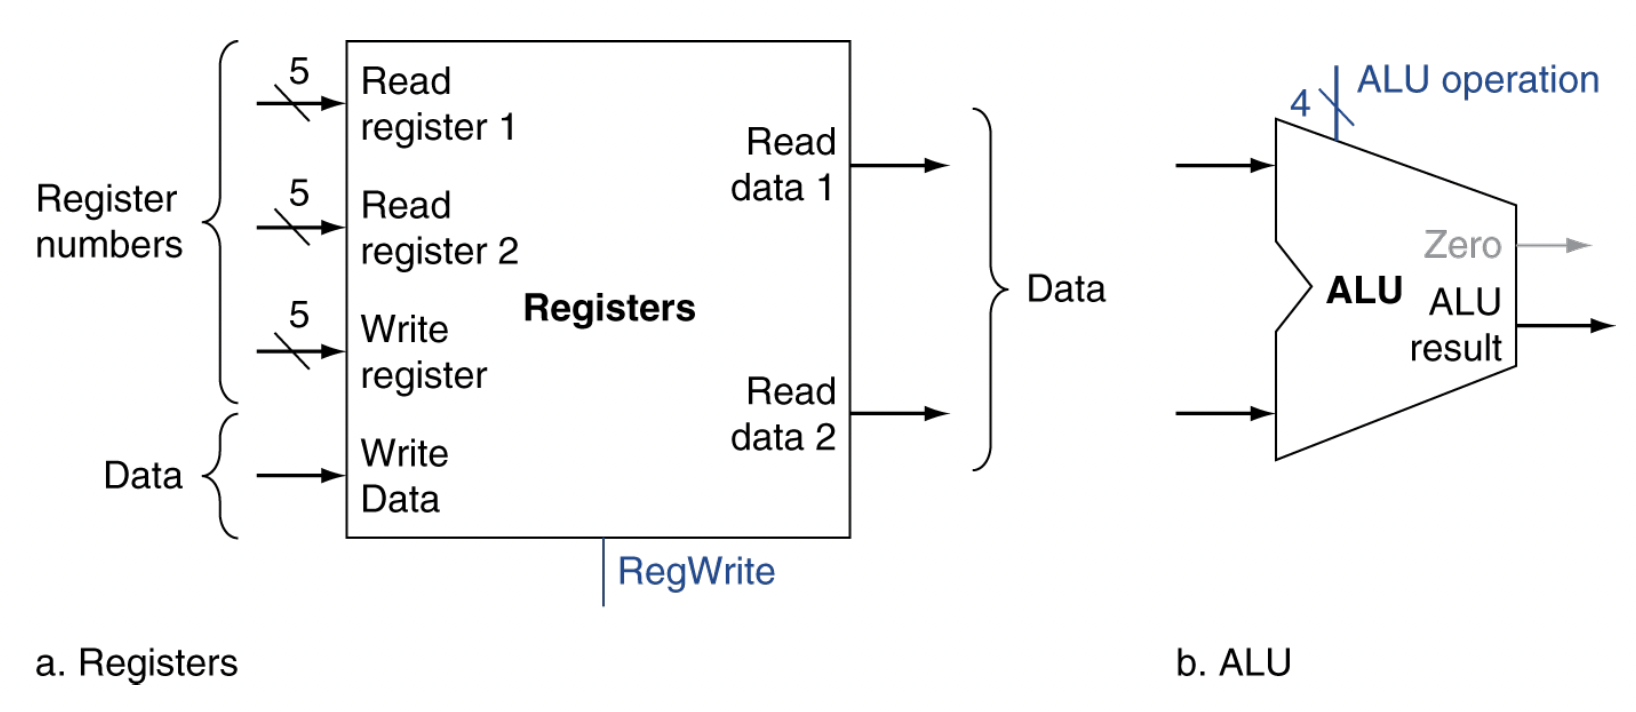 5
Read
register 1
5
Read
register 2
5
Write
register
Register
numbers
Data
Write
Data
Registers
Read
data 1
Read
data 2
Data
RegWrite
a. Registers
4
ALU operation
Zero
ALU
ALU
result
b. ALU